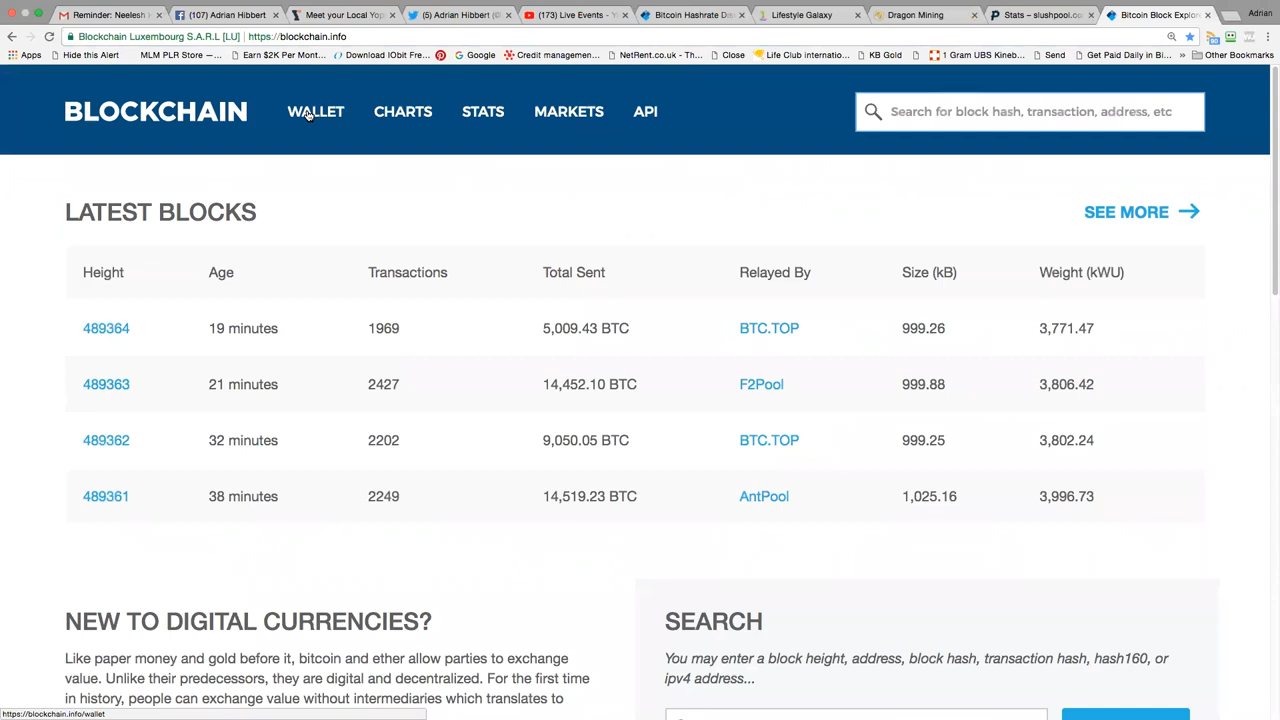 Reminder: Neelesh H
(107) Adrian Hibbert
Meet your Local Yop
(5) Adrian Hibbert (©
(173) Live Events -
Bitcoin Hashrate Dis
Lifestyle Galaxy
Dragon Mining
Stats – slushpool.co
Bitcoin Block Explor
Adrian
Blockchain Luxembourg S.A.R.L [LU] https://blockchain.info
Apps Hide this Alert MLM PLR Store —... Earn $2K Per Mont... Download IObit Fre... Google Credit managemen... NetRent.co.uk - Th... Close Life Club internatio... KB Gold 1 Gram UBS Kineb... Send Get Paid Daily in Bi... » Other Bookmarks
BLOCKCHAIN WALLET CHARTS STATS MARKETS API Search for block hash, transaction, address, etc
LATEST BLOCKS SEE MORE
Height Age Transactions Total Sent Relayed By Size (kB) Weight (kWU)
489364 19 minutes 1969 5,009.43 BTC BTC.TOP 999.26 3,771.47
489363 21 minutes 2427 14,452.10 BTC F2Pool 999.88 3,806.42
489362 32 minutes 2202 9,050.05 BTC BTC.TOP 999.25 3,802.24
489361 38 minutes 2249 14,519.23 BTC AntPool 1,025.16 3,996.73
NEW TO DIGITAL CURRENCIES?
Like paper money and gold before it, bitcoin and ether allow parties to exchange
value. Unlike their predecessors, they are digital and decentralized. For the first time
in history, people can exchange value without intermediaries which translates to
SEARCH
You may enter a block height, address, block hash, transaction hash, hash160, or
ipv4 address...
https://blockchain.info/wallet